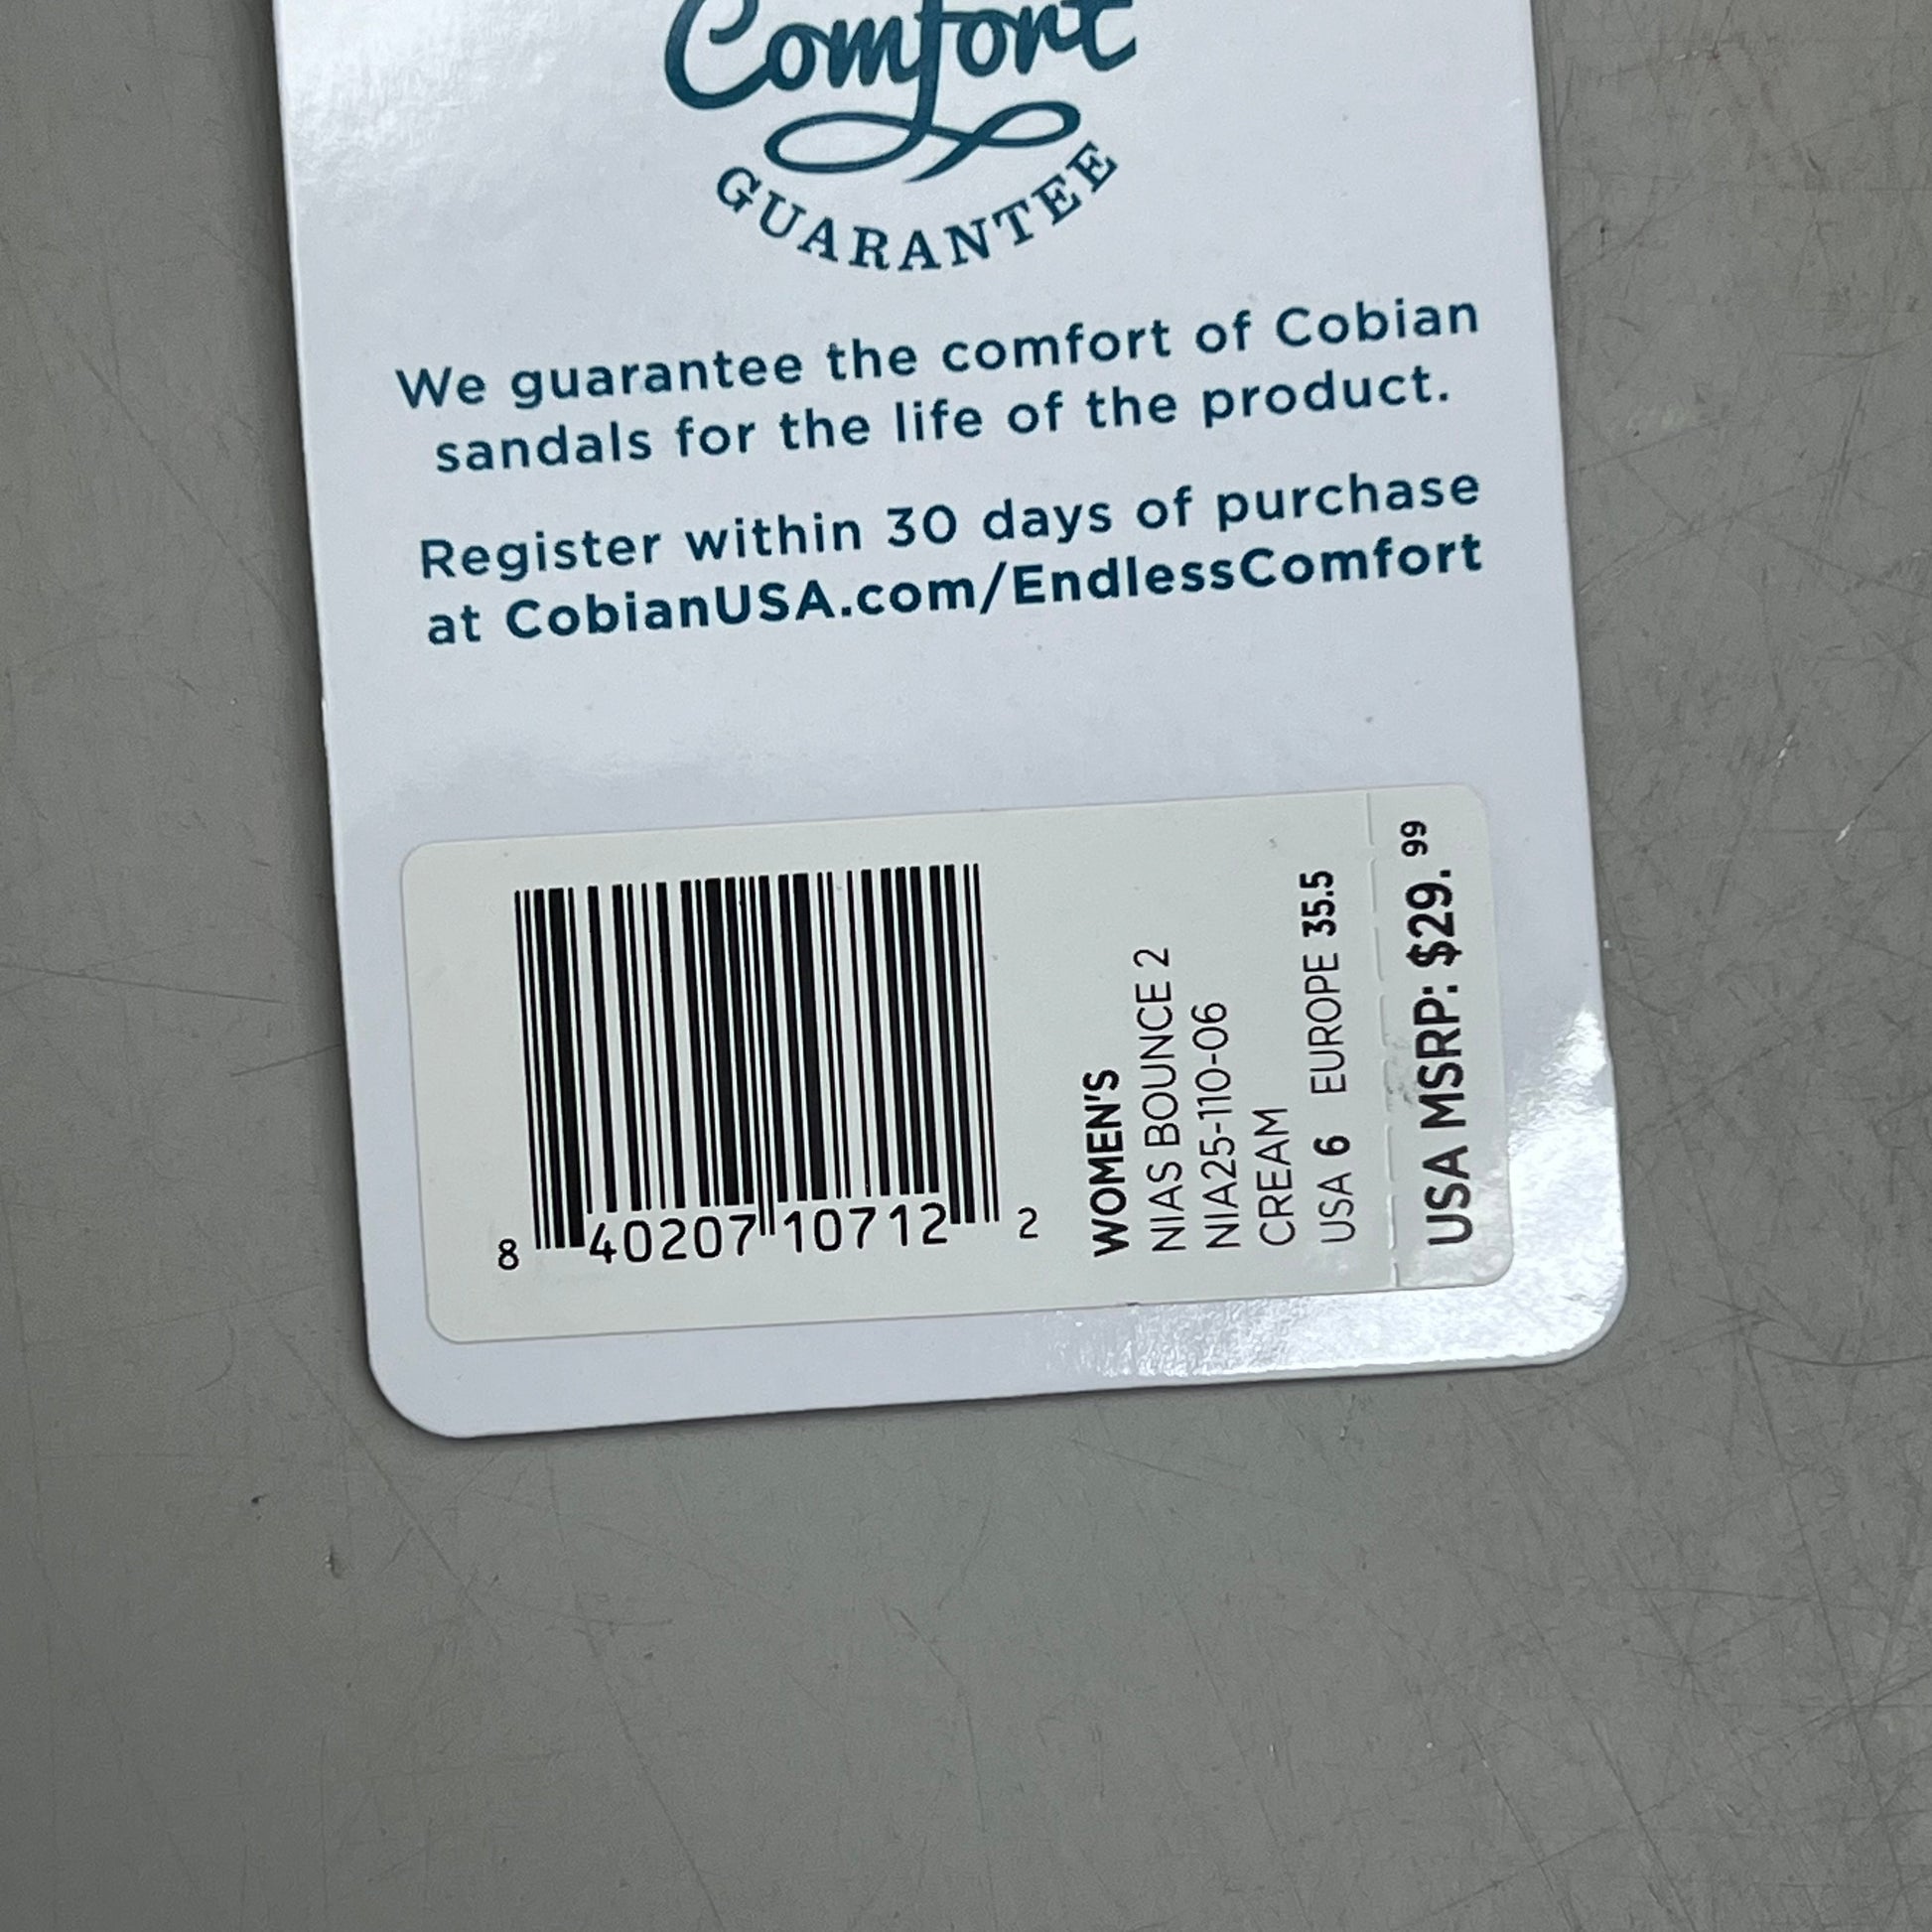 Comfort
GUARANTEE
We guarantee the comfort of Cobian
sandals for the life of the product.
Register within 30 days of purchase
at CobianUSA.com/EndlessComfort
8 40207 10712 2
WOMEN'S
NIAS BOUNCE 2
NIA25-110-06
CREAM
USA 6 EUROPE 35.5
USA MSRP: $29.99